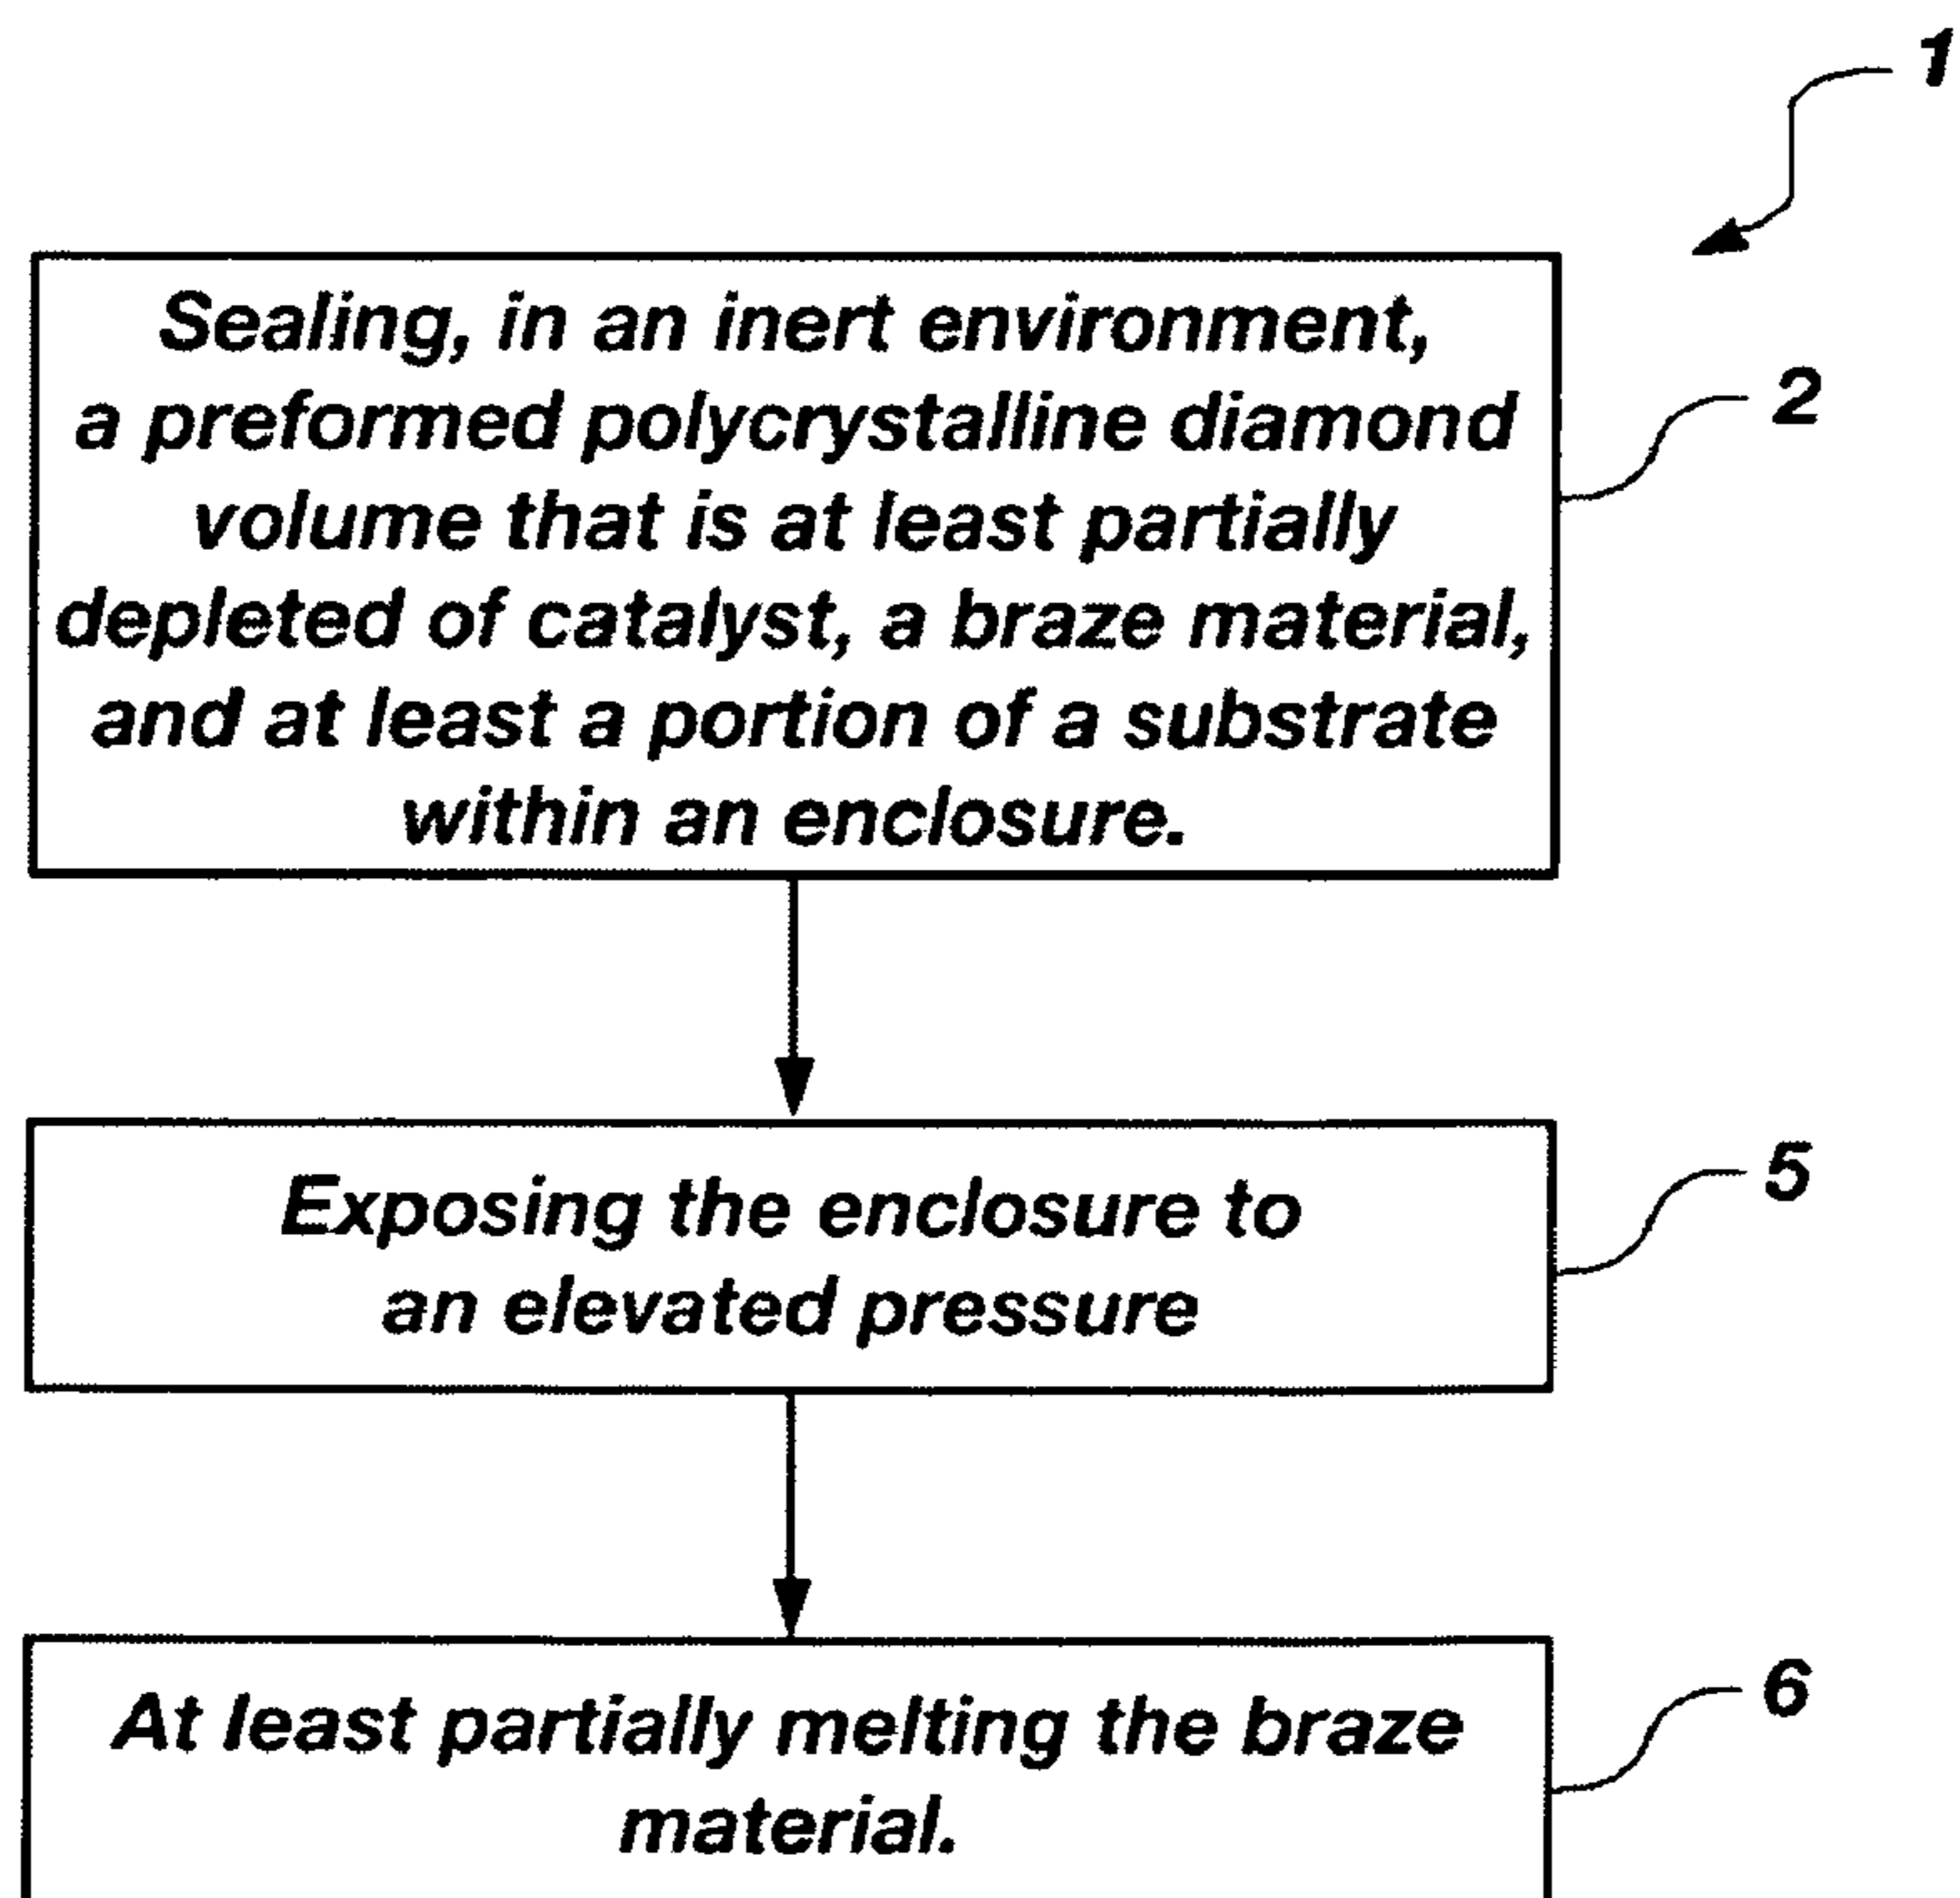 1
Sealing, in an inert environment,
a preformed polycrystalline diamond
volume that is at least partially
depleted of catalyst, a braze material,
and at least a portion of a substrate
within an enclosure.
2
Exposing the enclosure to
an elevated pressure
5
At least partially melting the braze
material.
6